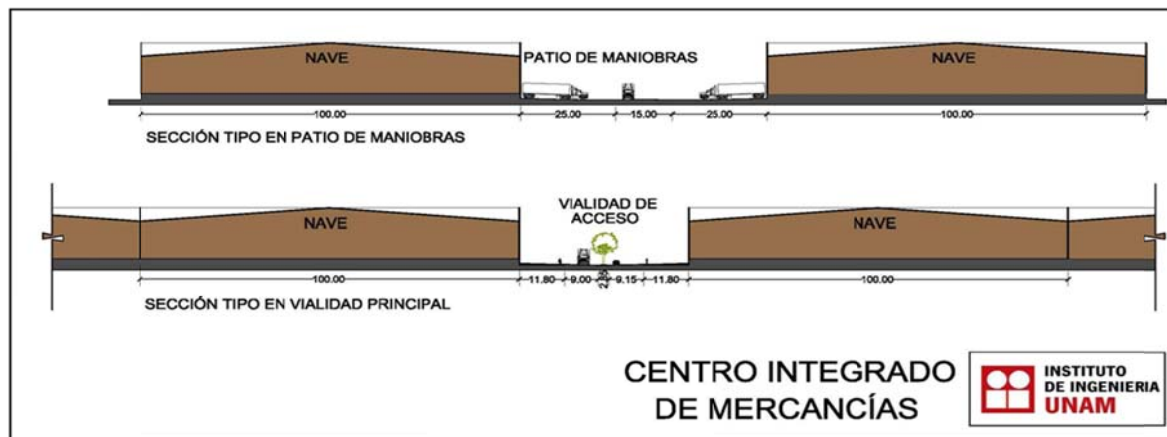 NAVE
PATIO DE MANIOBRAS
NAVE
100.00 25.00 15.00 25.00 100.00
SECCIÓN TIPO EN PATIO DE MANIOBRAS
VIALIDAD DE
ACCESO
NAVE
NAVE
100.00 11.80 9.00 9.15 11.80 100.00
SECCIÓN TIPO EN VIALIDAD PRINCIPAL
CENTRO INTEGRADO
DE MERCANCÍAS
INSTITUTO
DE INGENIERIA
UNAM